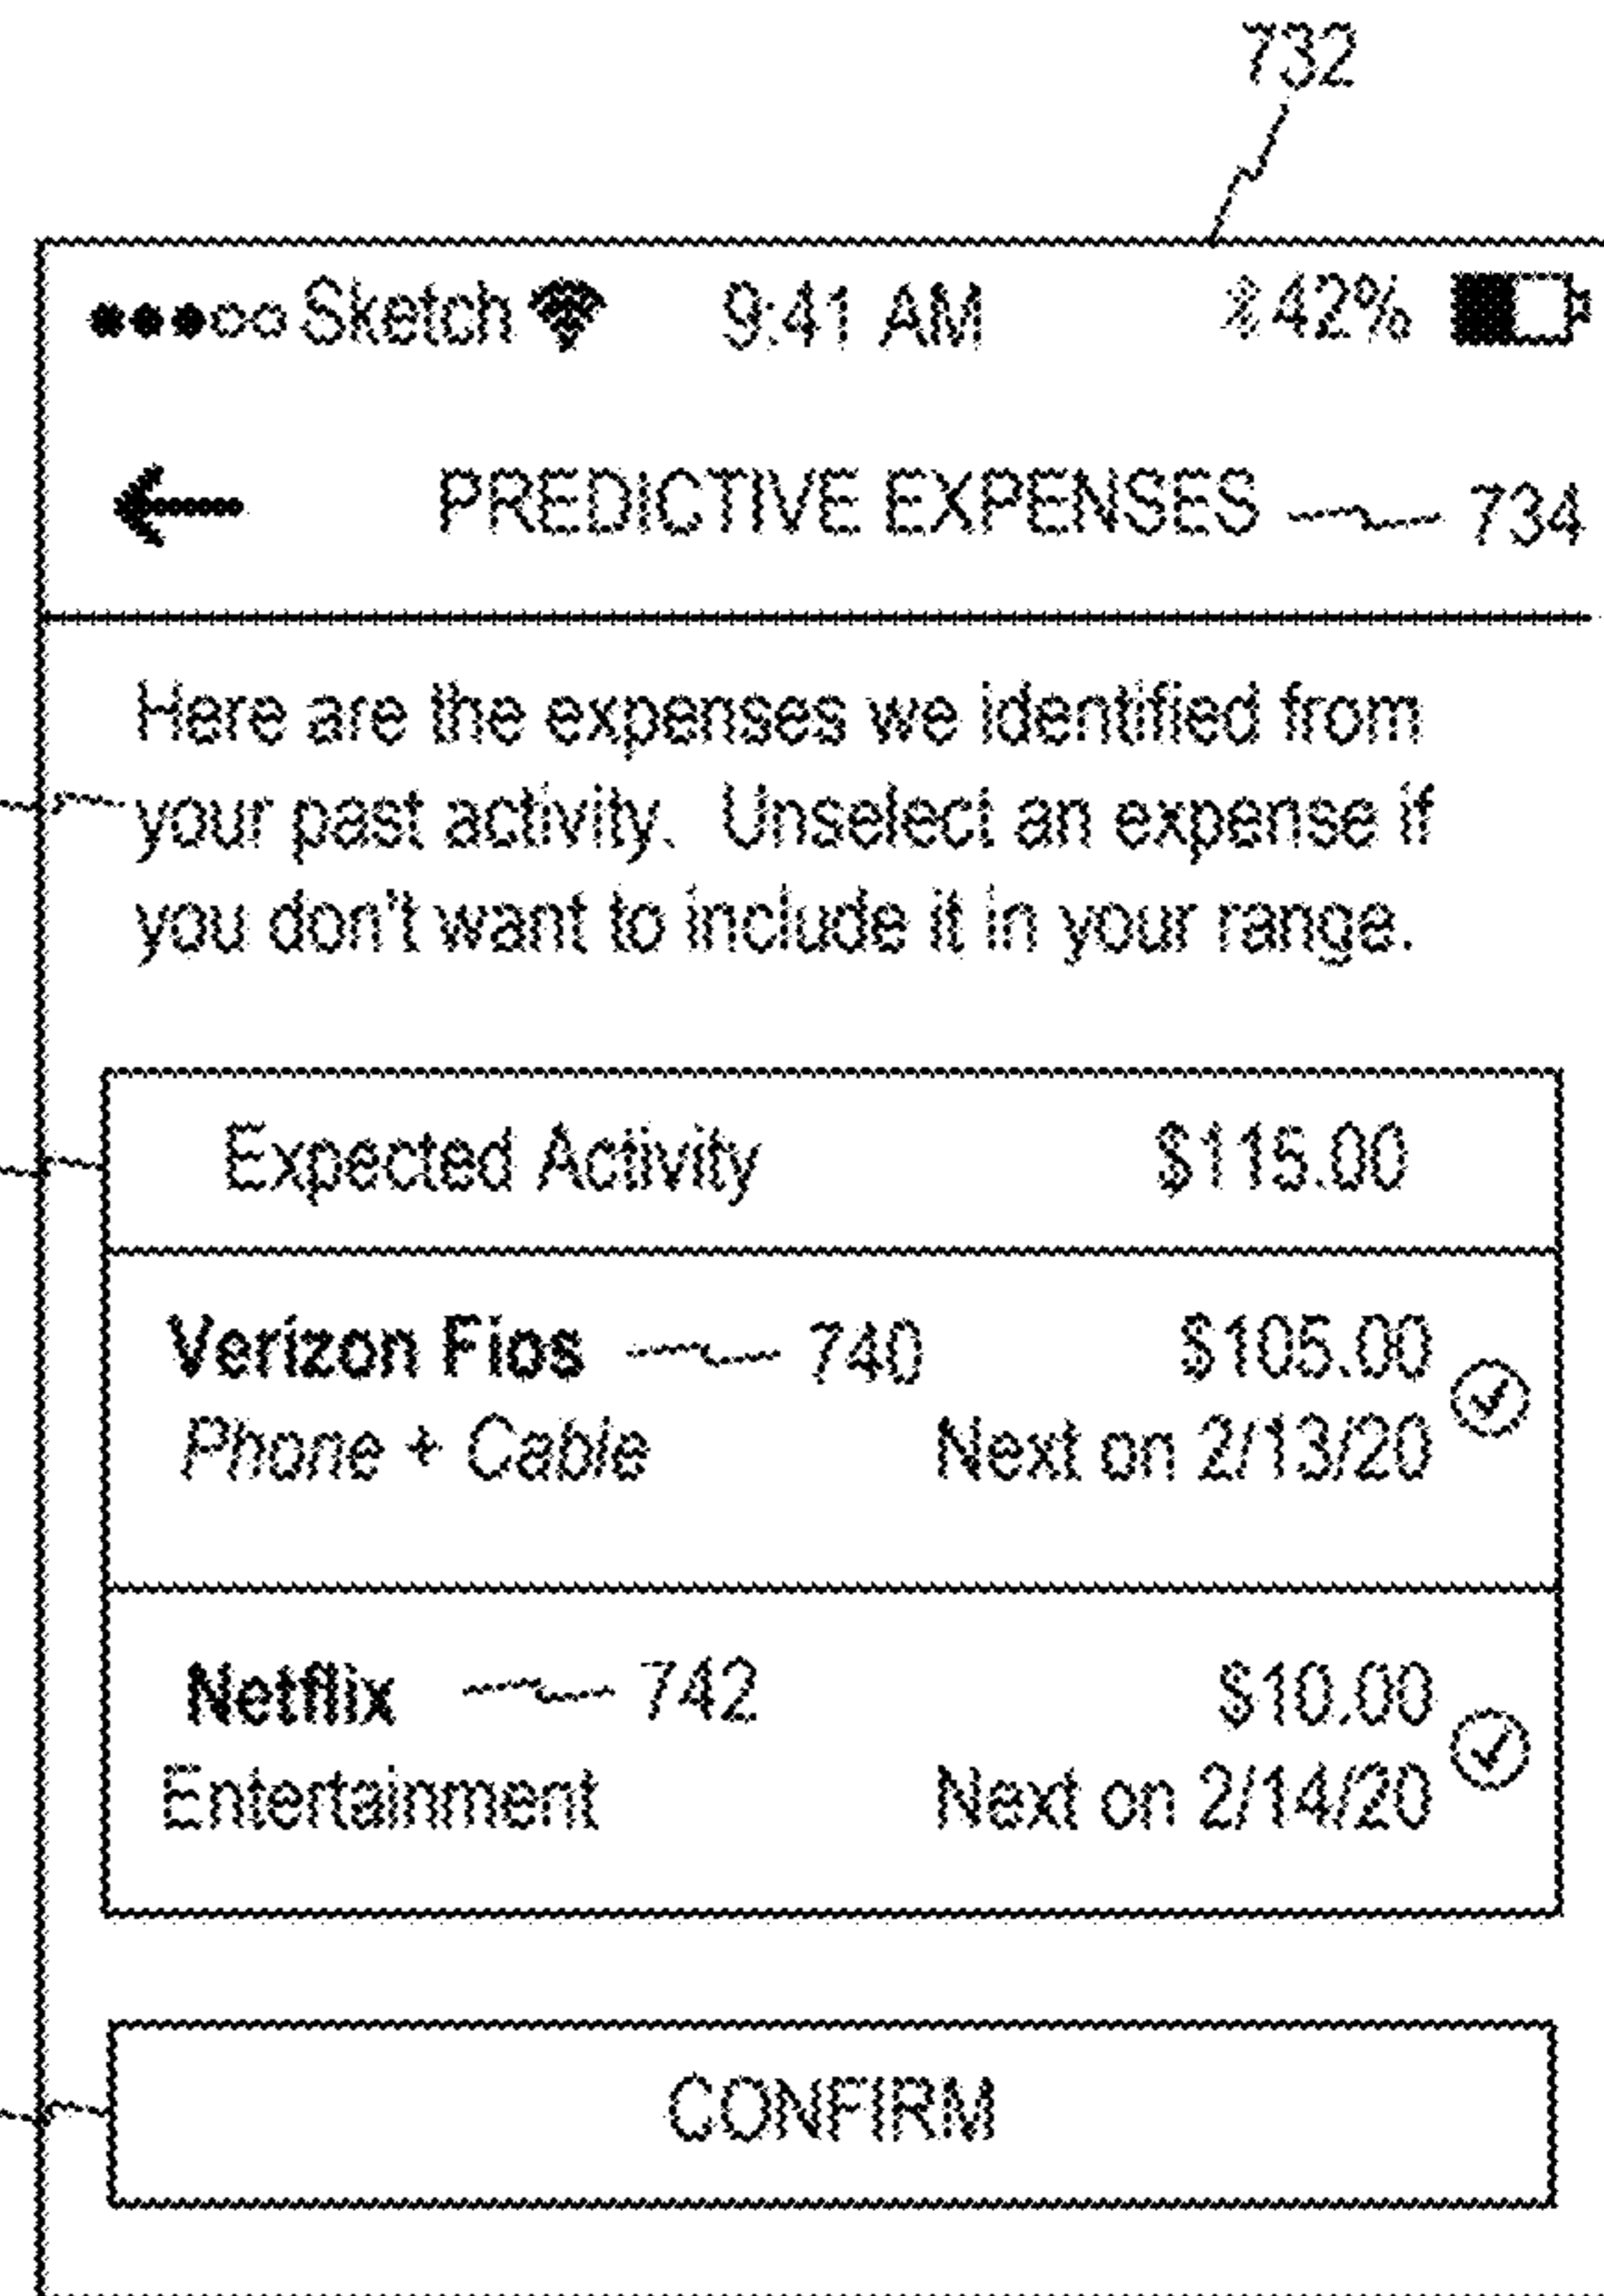 732
Sketch 9:41 AM 42%
PREDICTIVE EXPENSES 734
Here are the expenses we identified from
your past activity. Unselect an expense if
you don't want to include it in your range.
Expected Activity $115.00
Verizon Fios 740 $105.00
Phone + Cable Next on 2/13/20
Netflix 742 $10.00
Entertainment Next on 2/14/20
CONFIRM